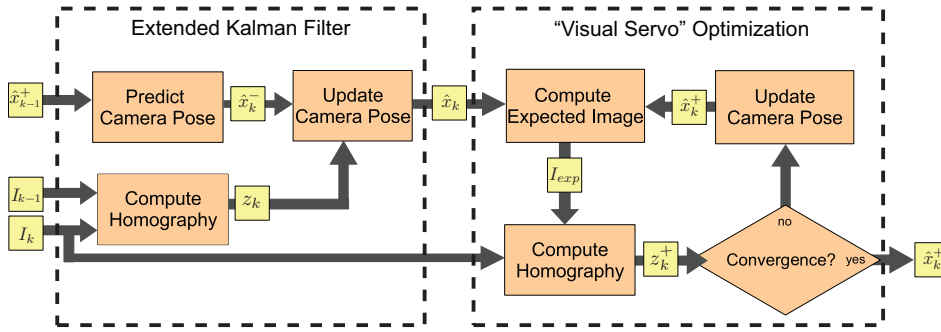 Extended Kalman Filter
“Visual Servo” Optimization
x̂⁺ₖ₋₁
Predict
Camera Pose
x̂⁻ₖ
Update
Camera Pose
x̂ₖ
Compute
Expected Image
x̂⁺ₖ
Update
Camera Pose
Iₖ₋₁
Iₖ
Compute
Homography
zₖ
I_exp
no
Compute
Homography
z⁺ₖ
Convergence?
yes
x̂⁺ₖ